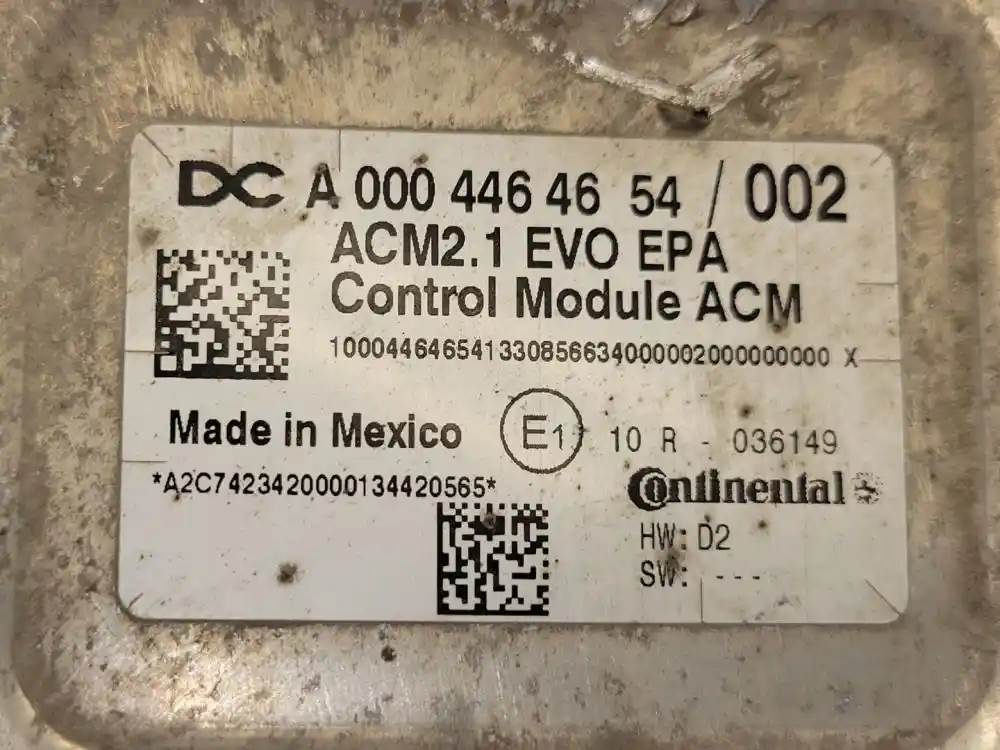 DC A 000 446 46 54 / 002
ACM2.1 EVO EPA
Control Module ACM
10004464654133085663400000200000000 X
Made in Mexico E1 10 R - 036149
*A2C7423420000134420565*
Continental
HW: D2
SW: ---